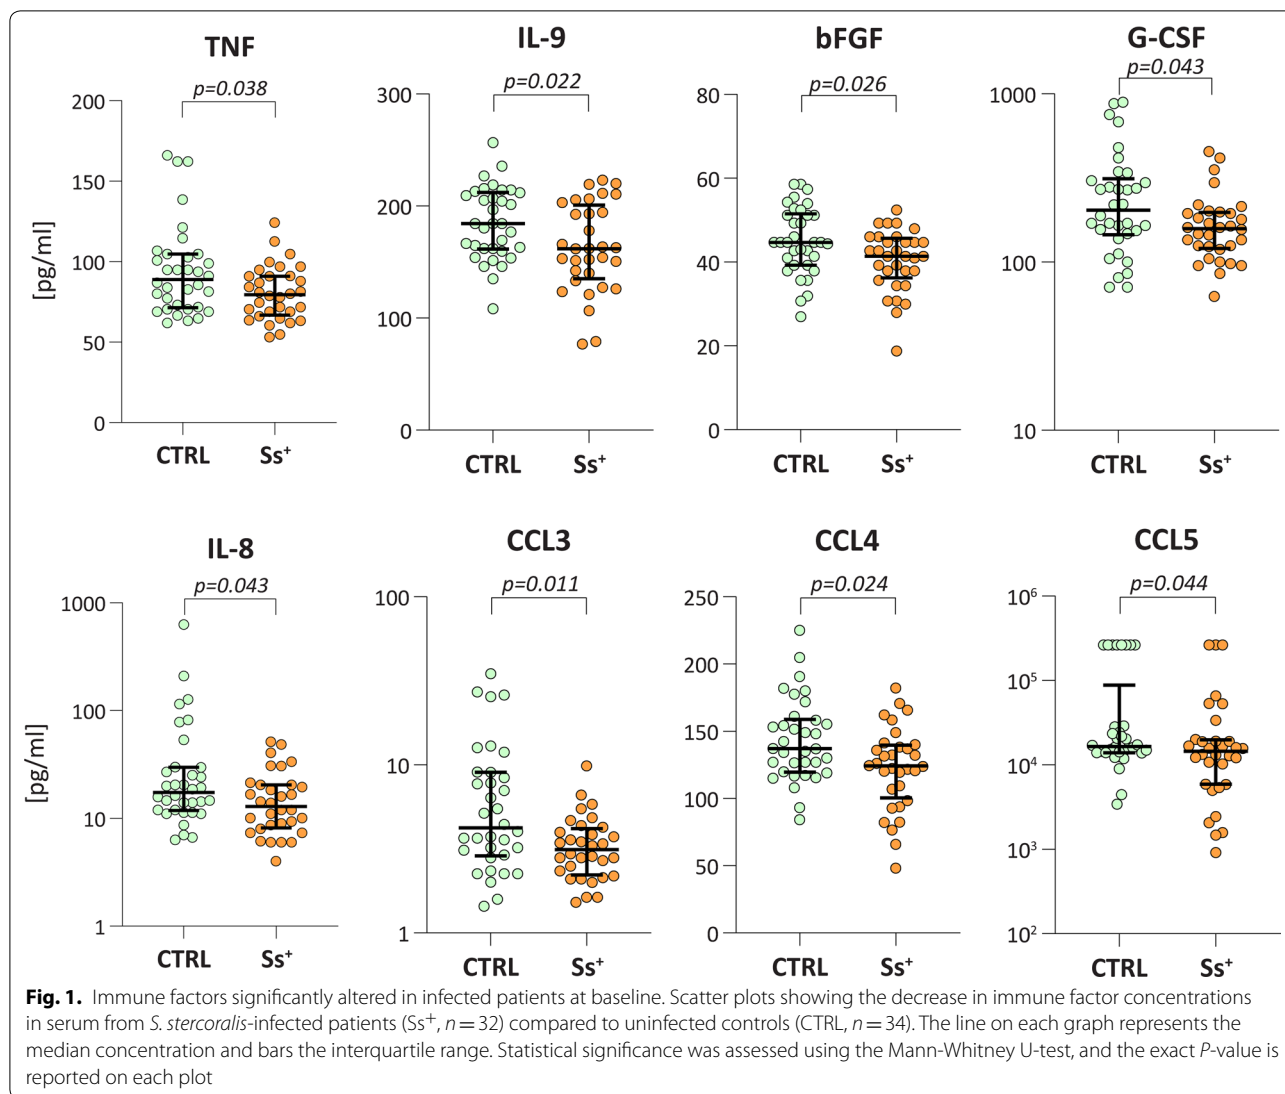 TNF
IL-9
bFGF
G-CSF
p=0.038
p=0.022
p=0.026
p=0.043
[pg/ml]
200
150
100
50
0
CTRL Ss+
300
200
100
0
CTRL Ss+
80
60
40
20
0
CTRL Ss+
1000
100
10
CTRL Ss+
IL-8
CCL3
CCL4
CCL5
p=0.043
p=0.011
p=0.024
p=0.044
[pg/ml]
1000
100
10
1
CTRL Ss+
100
10
1
CTRL Ss+
250
200
150
100
50
0
CTRL Ss+
10⁶
10⁵
10⁴
10³
10²
CTRL Ss+
Fig. 1. Immune factors significantly altered in infected patients at baseline. Scatter plots showing the decrease in immune factor concentrations
in serum from S. stercoralis-infected patients (Ss+, n = 32) compared to uninfected controls (CTRL, n = 34). The line on each graph represents the
median concentration and bars the interquartile range. Statistical significance was assessed using the Mann-Whitney U-test, and the exact P-value is
reported on each plot